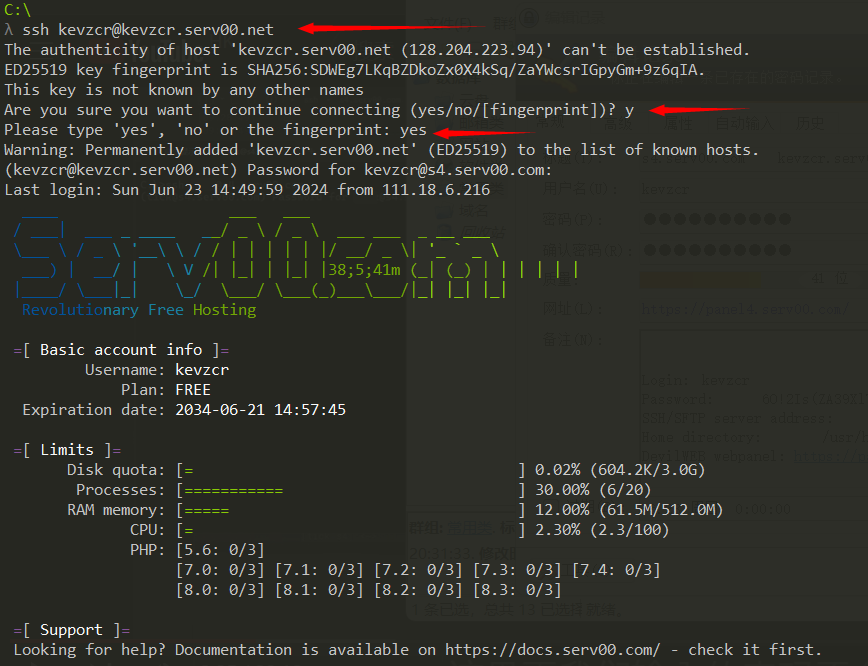 C:\
λ ssh kevzcr@kevzcr.serv00.net
The authenticity of host 'kevzcr.serv00.net (128.204.223.94)' can't be established.
ED25519 key fingerprint is SHA256:SDWEg7LKqBZDkoZx0X4kSq/ZaYWcsrIGpyGm+9z6qIA.
This key is not known by any other names
Are you sure you want to continue connecting (yes/no/[fingerprint])? y
Please type 'yes', 'no' or the fingerprint: yes
Warning: Permanently added 'kevzcr.serv00.net' (ED25519) to the list of known hosts.
(kevzcr@kevzcr.serv00.net) Password for kevzcr@s4.serv00.com:
Last login: Sun Jun 23 14:49:59 2024 from 111.18.6.216
Revolutionary Free Hosting
=[ Basic account info ]=
Username: kevzcr
Plan: FREE
Expiration date: 2034-06-21 14:57:45
=[ Limits ]=
Disk quota: [= ] 0.02% (604.2K/3.0G)
Processes: [=========== ] 30.00% (6/20)
RAM memory: [===== ] 12.00% (61.5M/512.0M)
CPU: [= ] 2.30% (2.3/100)
PHP: [5.6: 0/3]
[7.0: 0/3] [7.1: 0/3] [7.2: 0/3] [7.3: 0/3] [7.4: 0/3]
[8.0: 0/3] [8.1: 0/3] [8.2: 0/3] [8.3: 0/3]
=[ Support ]=
Looking for help? Documentation is available on https://docs.serv00.com/ - check it first.